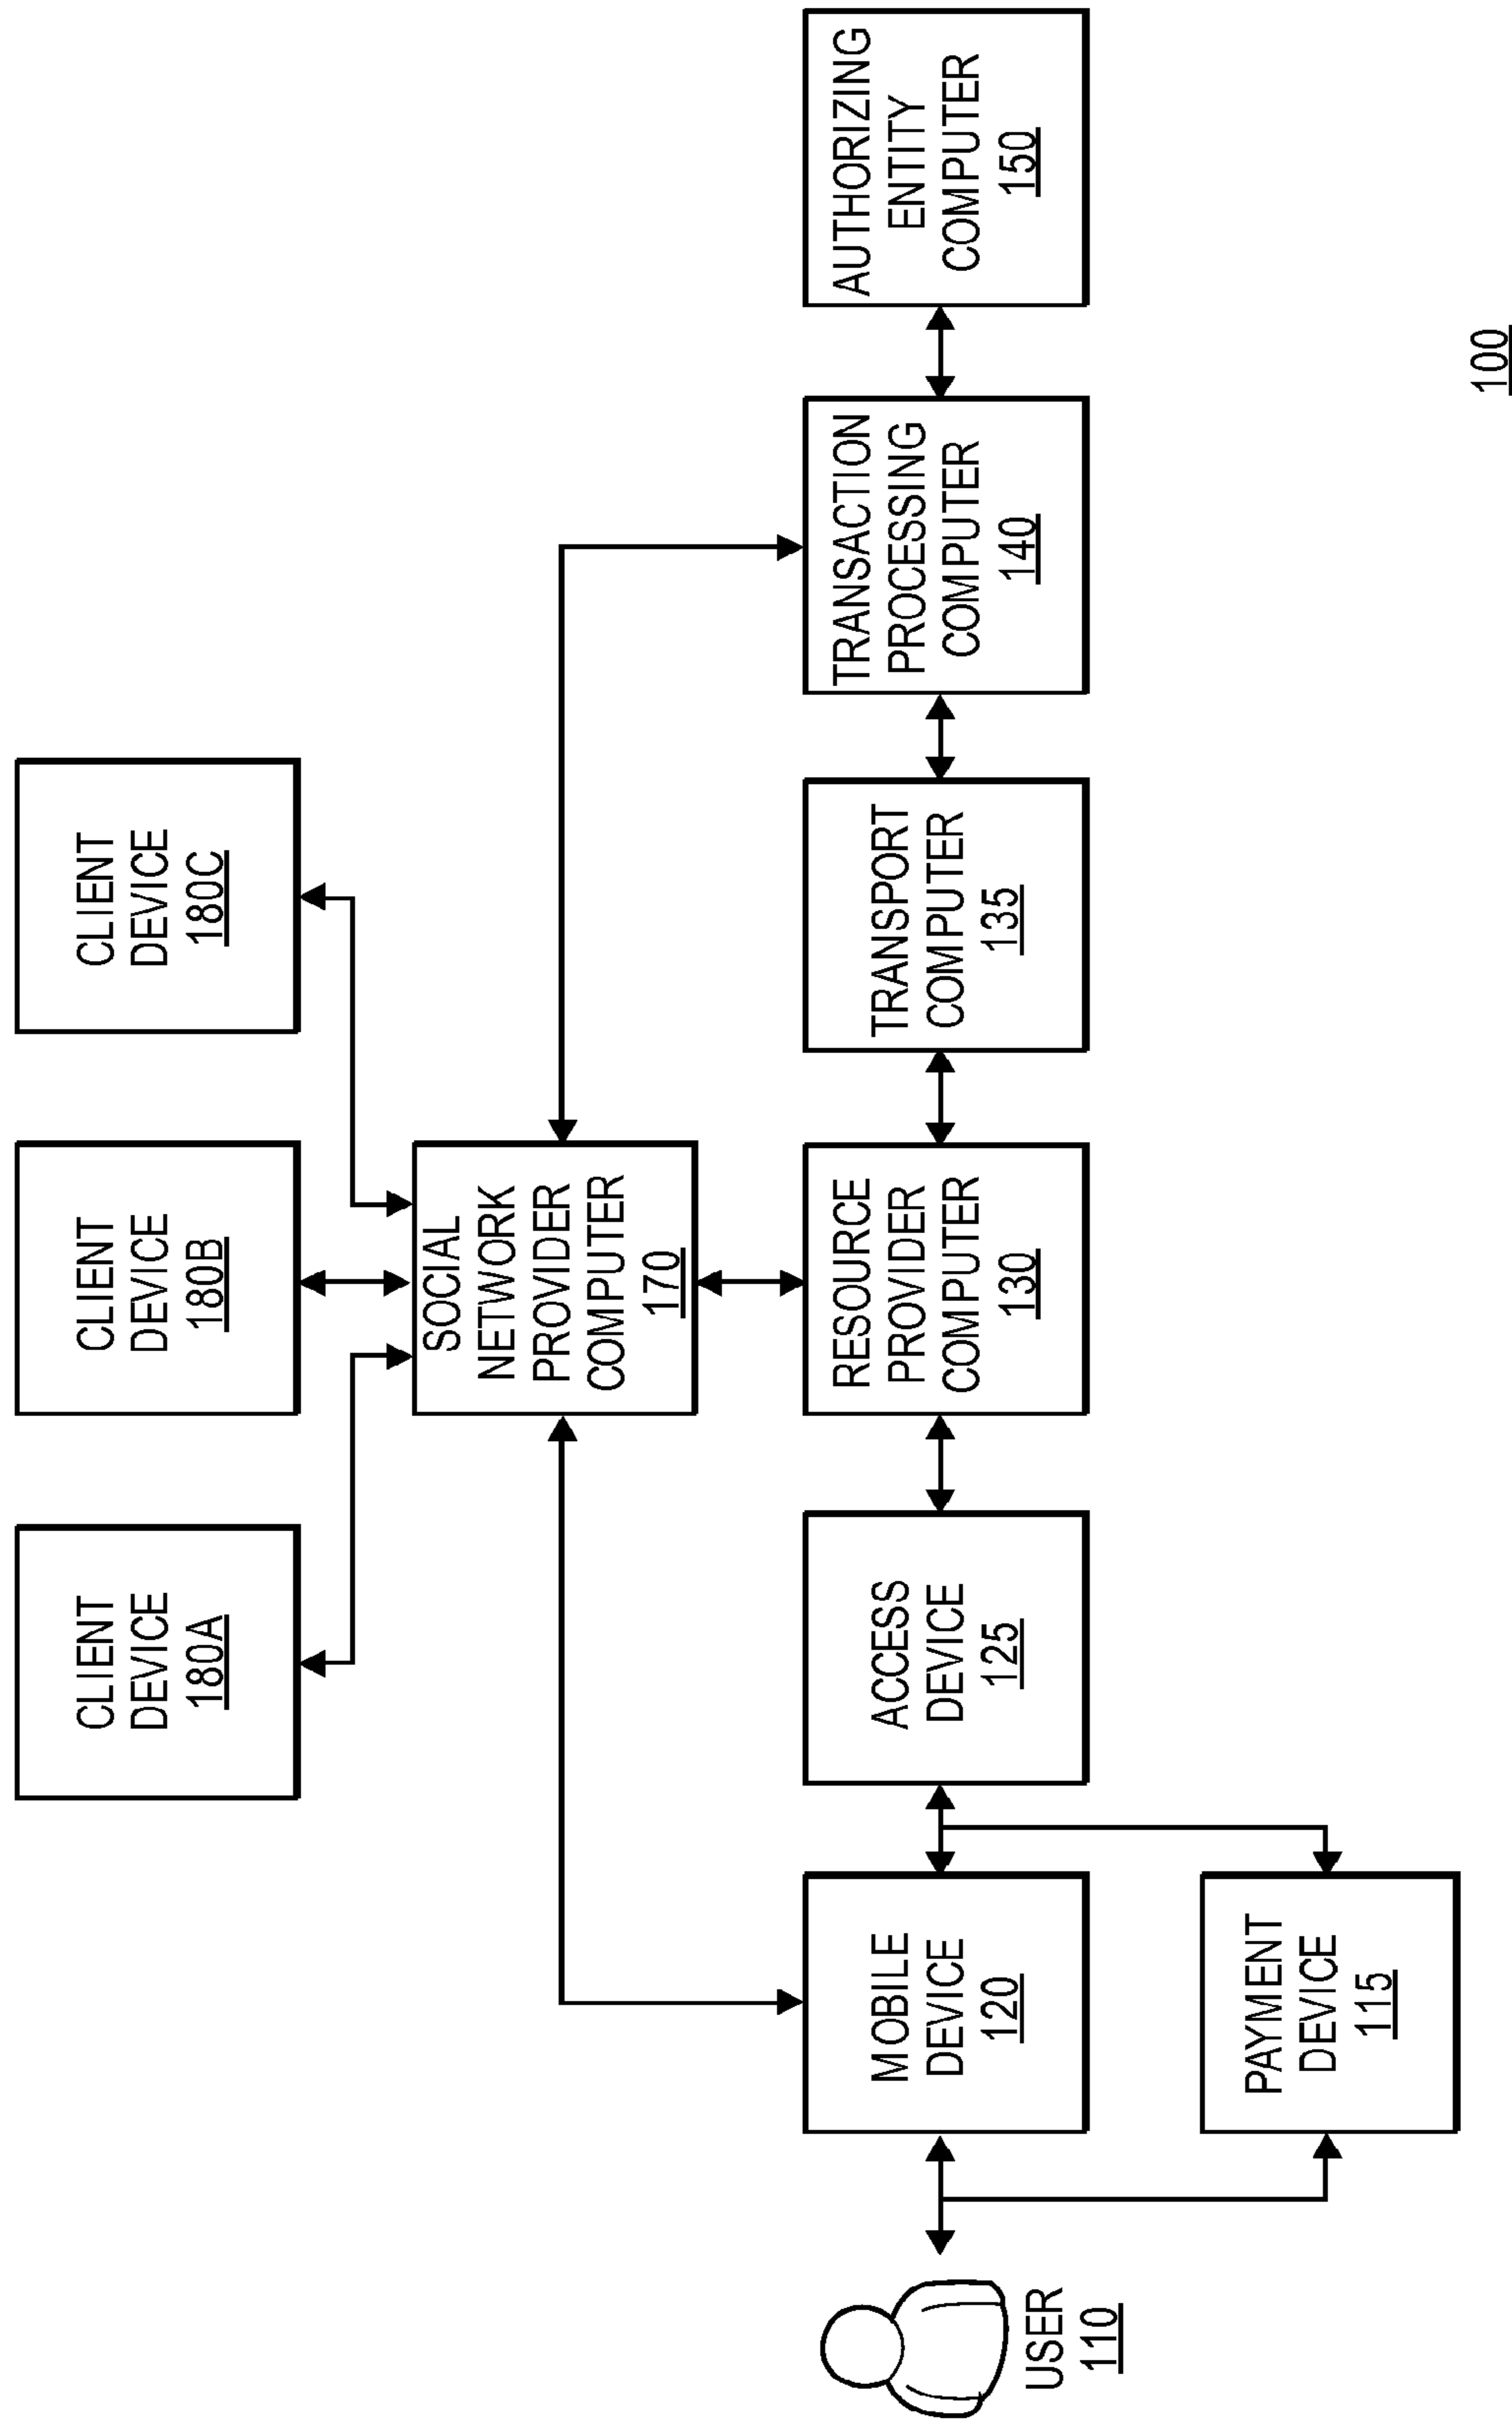 CLIENT
DEVICE
180A
CLIENT
DEVICE
180B
CLIENT
DEVICE
180C
SOCIAL
NETWORK
PROVIDER
COMPUTER
170
USER
110
MOBILE
DEVICE
120
ACCESS
DEVICE
125
RESOURCE
PROVIDER
COMPUTER
130
TRANSPORT
COMPUTER
135
TRANSACTION
PROCESSING
COMPUTER
140
AUTHORIZING
ENTITY
COMPUTER
150
PAYMENT
DEVICE
115
100